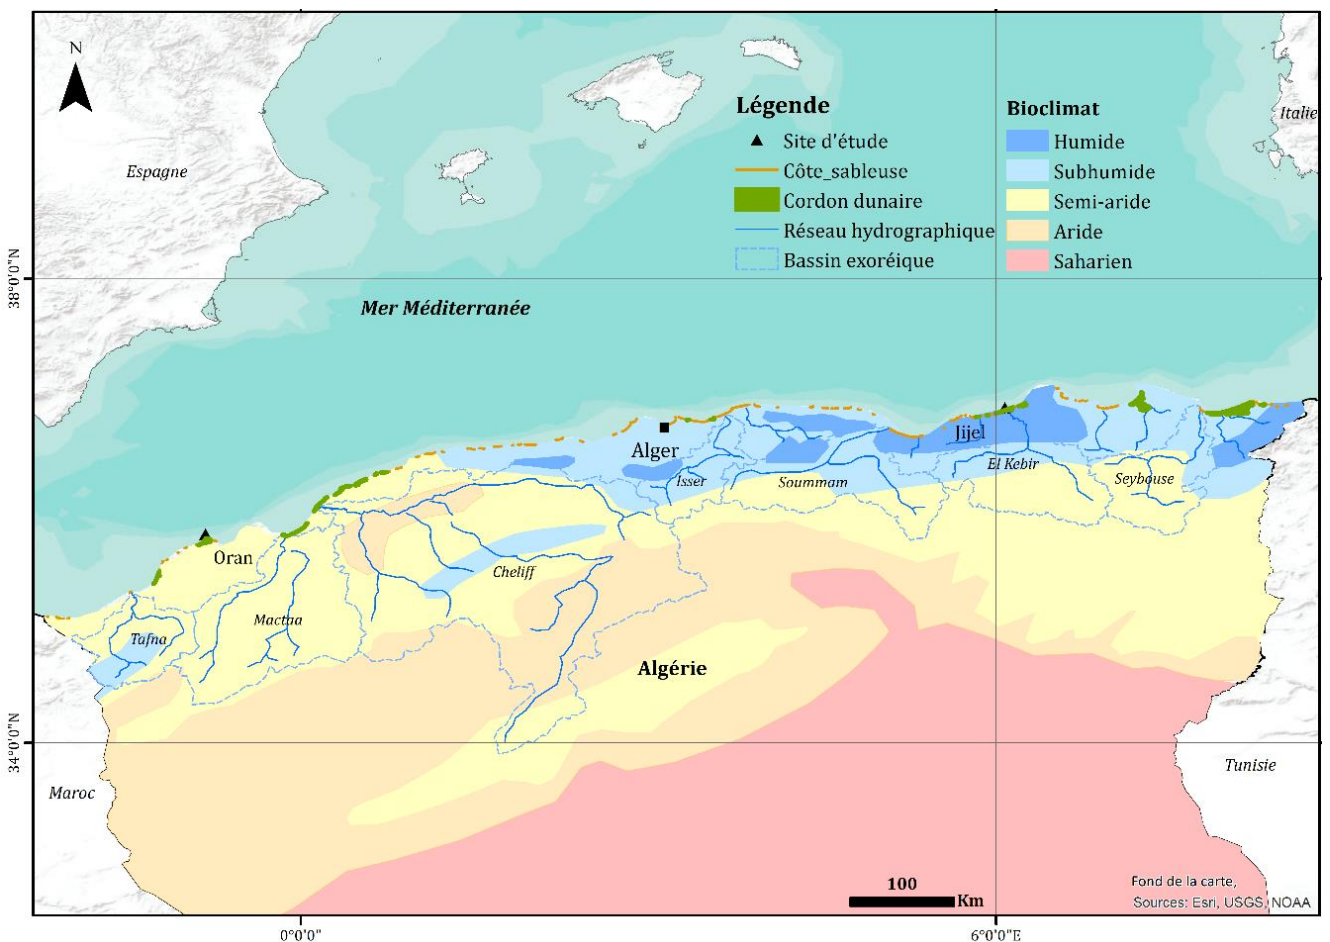 N
Légende
Site d'étude
Côte_sableuse
Cordon dunaire
Réseau hydrographique
Bassin exoréique
Bioclimat
Humide
Subhumide
Semi-aride
Aride
Saharien
Italie
Espagne
38°0'0"N
Mer Méditerranée
Alger
Jijel
Isser
Soummam
El Kebir
Seybouse
Oran
Cheliff
Mactaa
Tafna
Algérie
34°0'0"N
Maroc
Tunisie
100
Km
Fond de la carte,
Sources: Esri, USGS, NOAA
0°0'0"
6°0'0"E